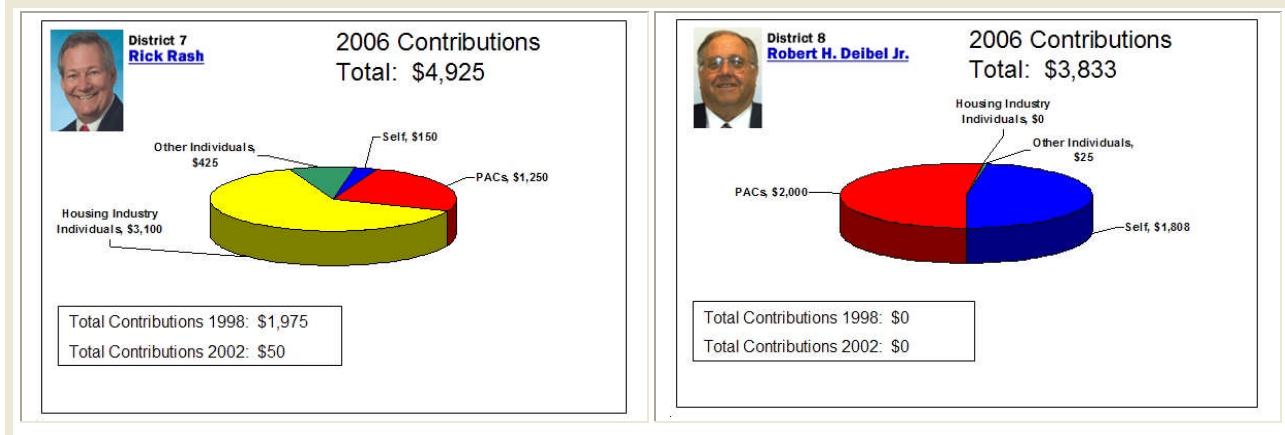 District 7
Rick Rash
2006 Contributions
Total: $4,925
Self, $150
Other Individuals,
$425
PACs, $1,250
Housing Industry
Individuals, $3,100
Total Contributions 1998: $1,975
Total Contributions 2002: $50
District 8
Robert H. Deibel Jr.
2006 Contributions
Total: $3,833
Housing Industry
Individuals, $0
Other Individuals,
$25
PACs, $2,000
Self, $1,808
Total Contributions 1998: $0
Total Contributions 2002: $0